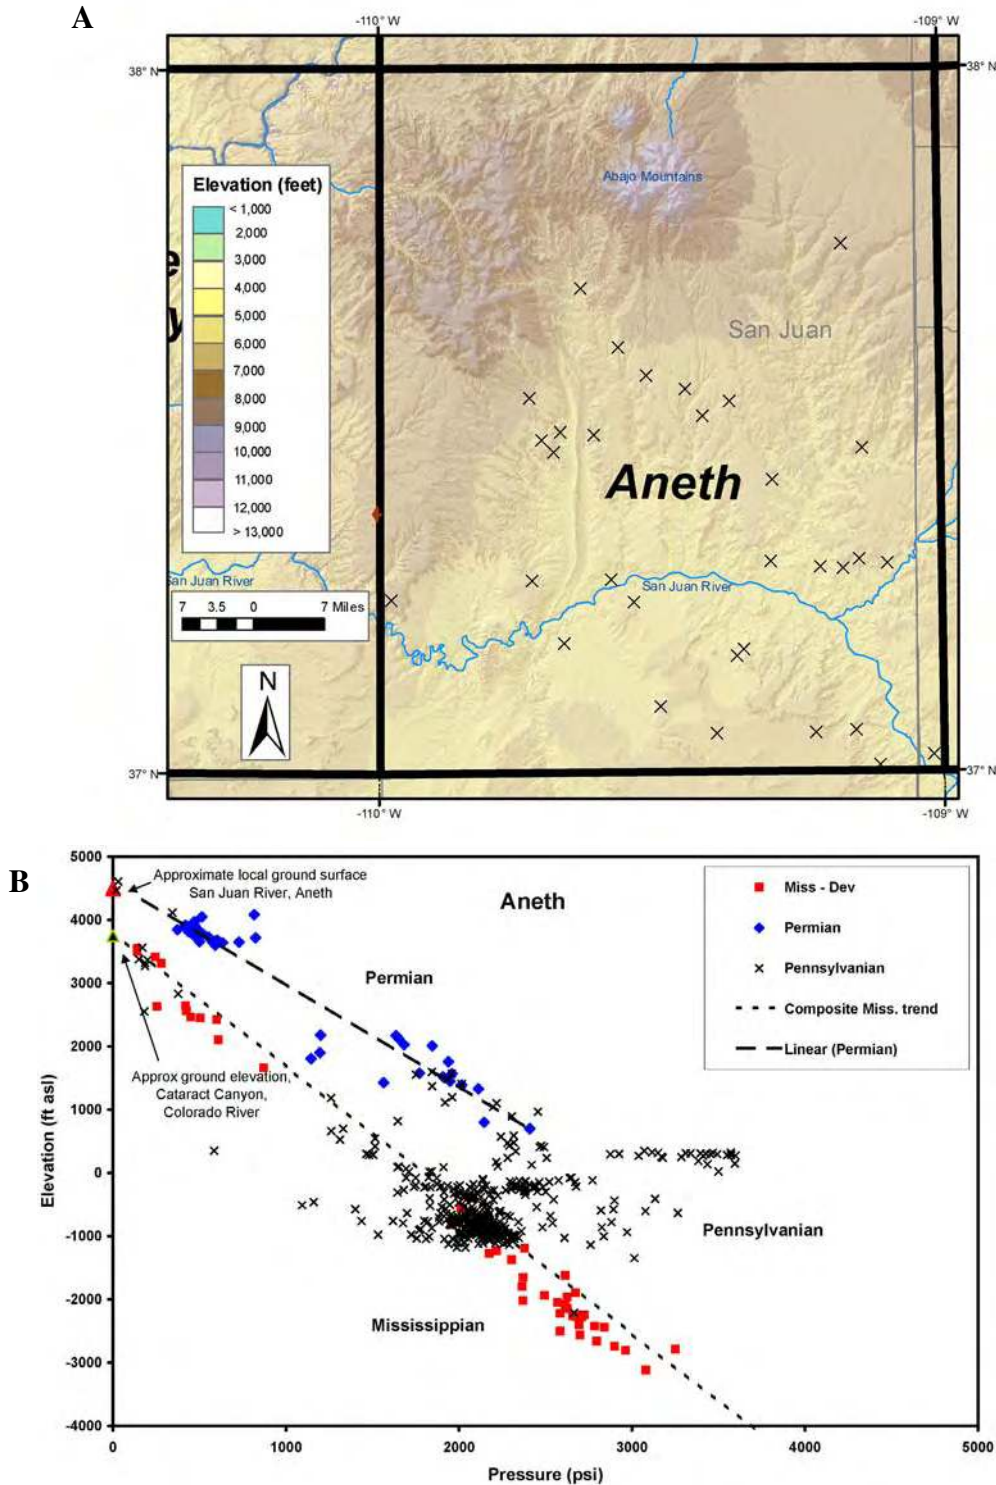 A
-110° W
-109° W
38° N
38° N
Abajo Mountains
Elevation (feet)
< 1,000
2,000
3,000
4,000
5,000
6,000
7,000
8,000
9,000
10,000
11,000
12,000
> 13,000
e
y
San Juan
Aneth
San Juan River
San Juan River
7 3.5 0 7 Miles
N
37° N
37° N
-110° W
-109° W
B
5000
4000
3000
2000
1000
0
-1000
-2000
-3000
-4000
Elevation (ft asl)
Approximate local ground surface
San Juan River, Aneth
Aneth
Permian
Approx ground elevation,
Cataract Canyon,
Colorado River
Pennsylvanian
Mississippian
Miss - Dev
Permian
Pennsylvanian
Composite Miss. trend
Linear (Permian)
0 1000 2000 3000 4000 5000
Pressure (psi)